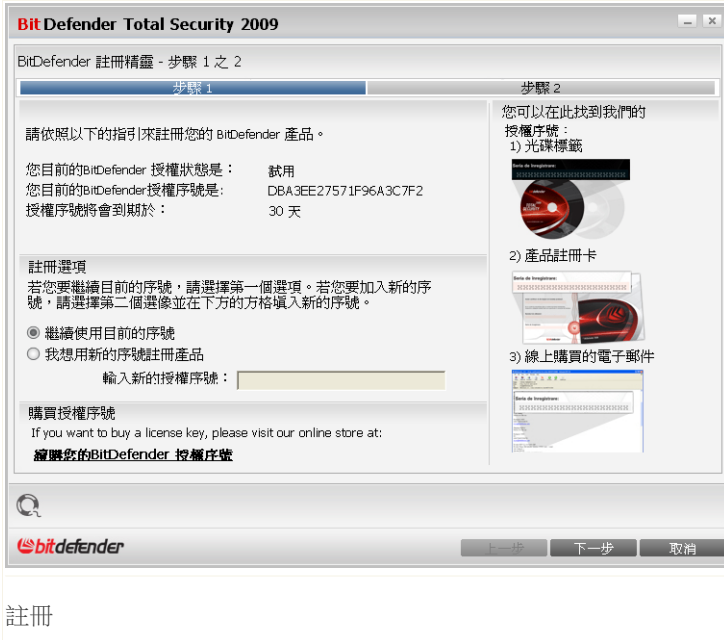 BitDefender Total Security 2009
BitDefender 註冊精靈 - 步驟 1 之 2
步驟 1
步驟 2
請依照以下的指引來註冊您的 BitDefender 產品。
您目前的BitDefender 授權狀態是：
試用
您目前的BitDefender授權序號是:
DBA3EE27571F96A3C7F2
授權序號將會到期於：
30 天
註冊選項
若您要繼續目前的序號，請選擇第一個選項。若您要加入新的序
號，請選擇第二個選像並在下方的方格填入新的序號。
繼續使用目前的序號
我想用新的序號註冊產品
輸入新的授權序號：
購買授權序號
If you want to buy a license key, please visit our online store at:
續購您的BitDefender 授權序號
您可以在此找到我們的
授權序號：
1) 光碟標籤
Serie de Inregistrare:
2) 產品註冊卡
Serie de Inregistrare:
3) 線上購買的電子郵件
Serie de Inregistrare:
bitdefender
上一步
下一步
取消
註冊